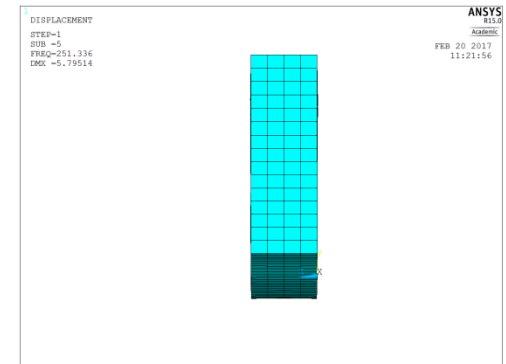 1
DISPLACEMENT
STEP=1
SUB =5
FREQ=251.336
DMX =5.79514
ANSYS
R15.0
Academic
FEB 20 2017
11:21:56
Y
X